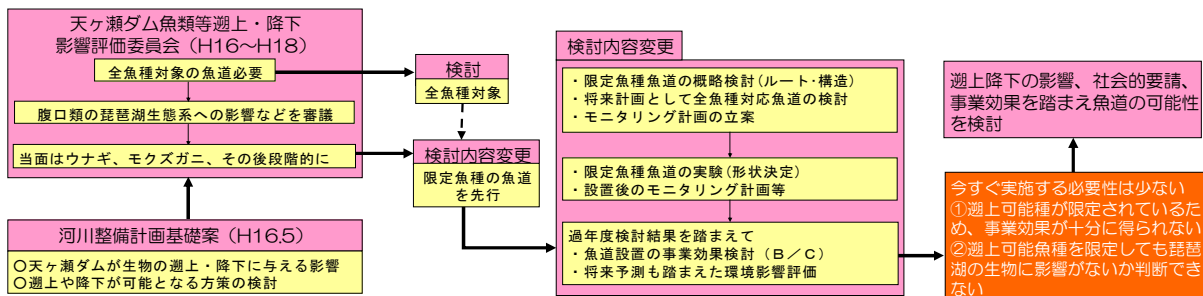 天ヶ瀬ダム魚類等遡上・降下
影響評価委員会（H16～H18）
全魚種対象の魚道必要
腹口類の琵琶湖生態系への影響などを審議
当面はウナギ、モクズガニ、その後段階的に
河川整備計画基礎案（H16.5）
○天ヶ瀬ダムが生物の遡上・降下に与える影響
○遡上や降下が可能となる方策の検討
検討
全魚種対象
検討内容変更
限定魚種の魚道
を先行
検討内容変更
・限定魚種魚道の概略検討(ルート・構造)
・将来計画として全魚種対応魚道の検討
・モニタリング計画の立案
・限定魚種魚道の実験(形状決定)
・設置後のモニタリング計画等
過年度検討結果を踏まえて
・魚道設置の事業効果検討（B／C）
・将来予測も踏まえた環境影響評価
遡上降下の影響、社会的要請、
事業効果を踏まえ魚道の可能性
を検討
今すぐ実施する必要性は少ない
①遡上可能種が限定されているた
め、事業効果が十分に得られない
②遡上可能魚種を限定しても琵琶
湖の生物に影響がないか判断でき
ない